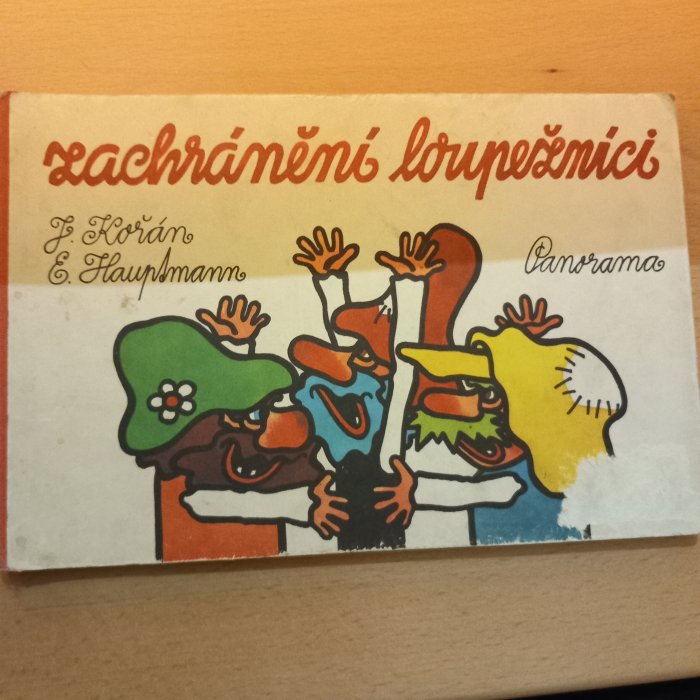 zachránění loupežníci
J. Kořán
E. Hauptmann
Panorama